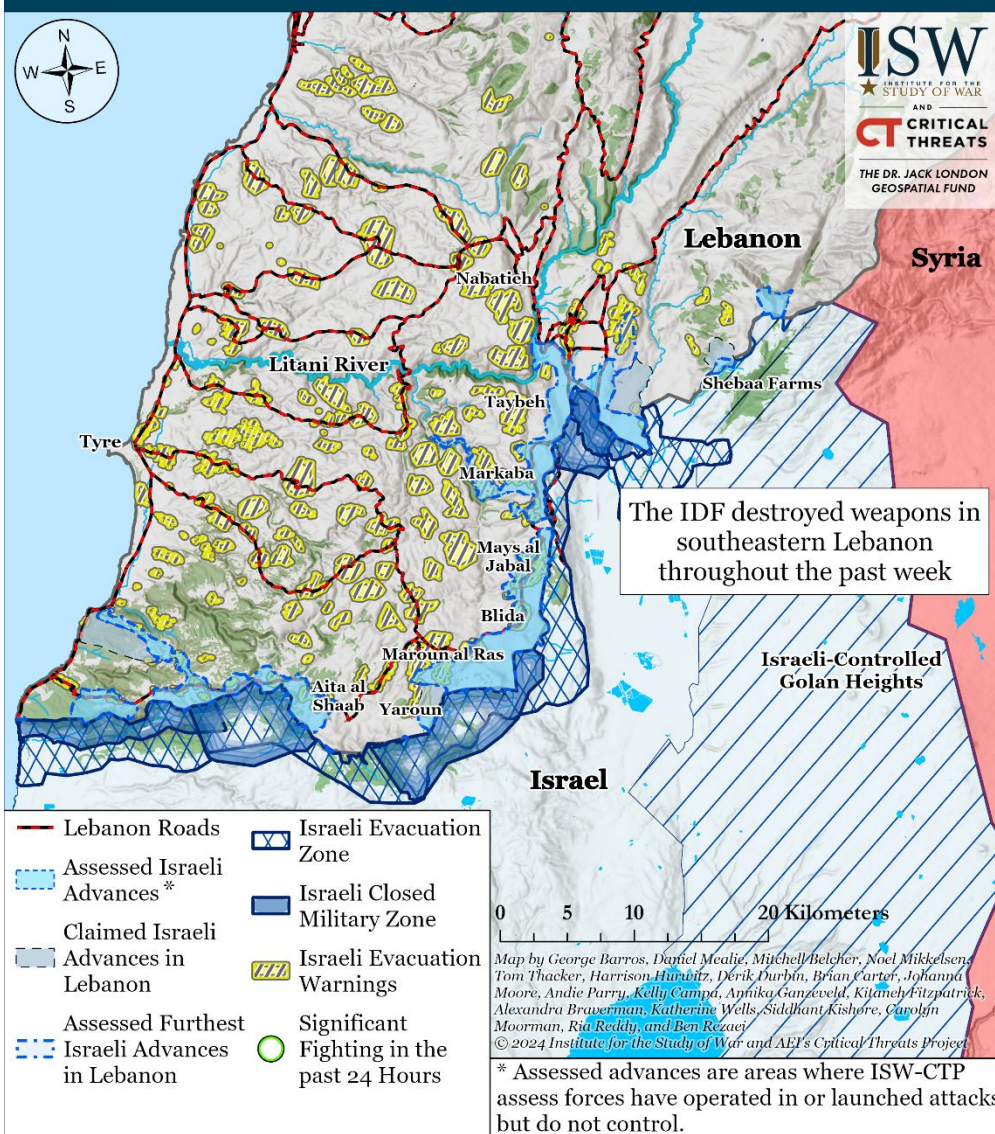 N
W
E
S
ISW
INSTITUTE FOR THE
STUDY OF WAR
AND
CT CRITICAL
THREATS
THE DR. JACK LONDON
GEOSPATIAL FUND
Lebanon
Syria
Nabatieh
Litani River
Shebaa Farms
Taybeh
Tyre
Markaba
The IDF destroyed weapons in
southeastern Lebanon
throughout the past week
Mays al
Jabal
Blida
Maroun al Ras
Israeli-Controlled
Golan Heights
Aita al
Shaab
Yaroun
Israel
Lebanon Roads
Assessed Israeli
Advances *
Claimed Israeli
Advances in
Lebanon
Assessed Furthest
Israeli Advances
in Lebanon
Israeli Evacuation
Zone
Israeli Closed
Military Zone
Israeli Evacuation
Warnings
Significant
Fighting in the
past 24 Hours
0 5 10 20 Kilometers
Map by George Barros, Daniel Mealie, Mitchell Belcher, Noel Mikkelsen,
Tom Thacker, Harrison Hurwitz, Derik Durbin, Brian Carter, Johanna
Moore, Andie Parry, Kelly Campa, Annika Ganzeveld, Kitaneh Fitzpatrick,
Alexandra Braverman, Katherine Wells, Siddhant Kishore, Carolyn
Moorman, Ria Reddy, and Ben Rezaei
© 2024 Institute for the Study of War and AEI's Critical Threats Project
* Assessed advances are areas where ISW-CTP
assess forces have operated in or launched attacks
but do not control.